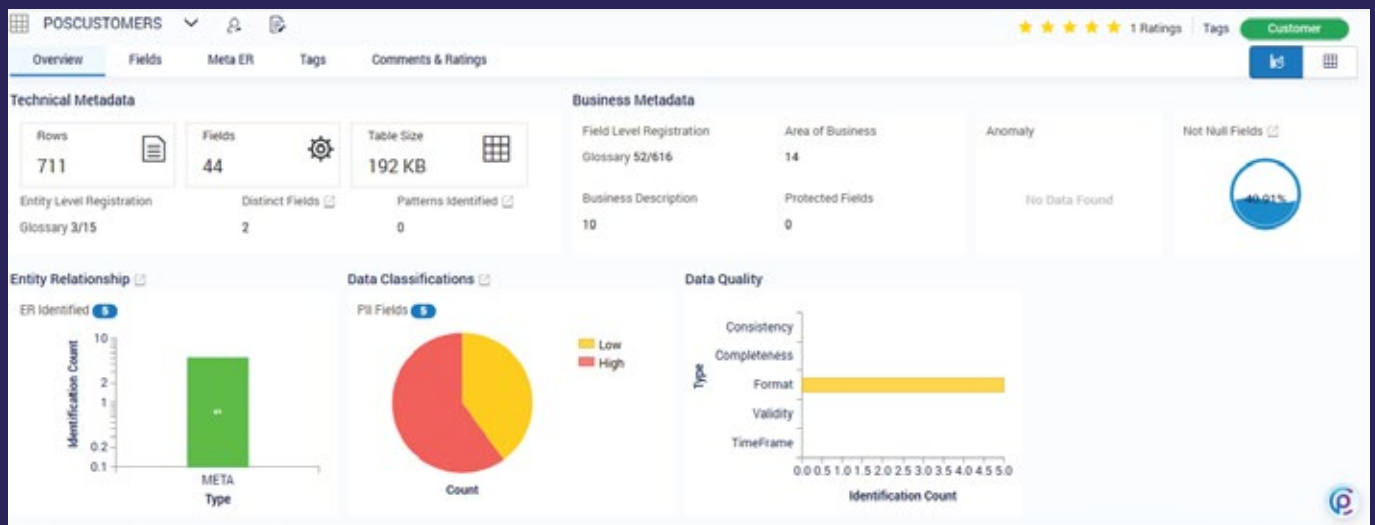 POSCUSTOMERS
1 Ratings
Tags
Customer
Overview
Fields
Meta ER
Tags
Comments & Ratings
Technical Metadata
Rows
711
Fields
44
Table Size
192 KB
Entity Level Registration
Glossary 3/15
Distinct Fields
2
Patterns Identified
0
Business Metadata
Field Level Registration
Glossary 52/616
Area of Business
14
Business Description
10
Protected Fields
0
Anomaly
No Data Found
Not Null Fields
40.91%
Entity Relationship
ER Identified 5
Identification Count
10
2
1
0.2
0.1
5
META
Type
Data Classifications
PII Fields 5
Low
High
Count
Data Quality
Type
Consistency
Completeness
Format
Validity
TimeFrame
0.0 0.5 1.0 1.5 2.0 2.5 3.0 3.5 4.0 4.5 5.0
Identification Count